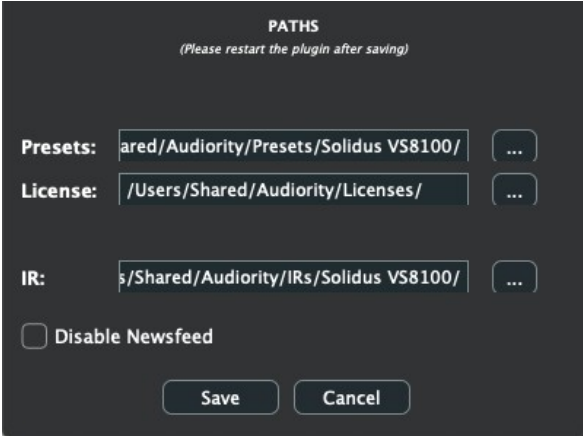 PATHS
(Please restart the plugin after saving)
Presets: ared/Audiority/Presets/Solidus VS8100/ ...
License: /Users/Shared/Audiority/Licenses/ ...
IR: s/Shared/Audiority/IRs/Solidus VS8100/ ...
Disable Newsfeed
Save Cancel